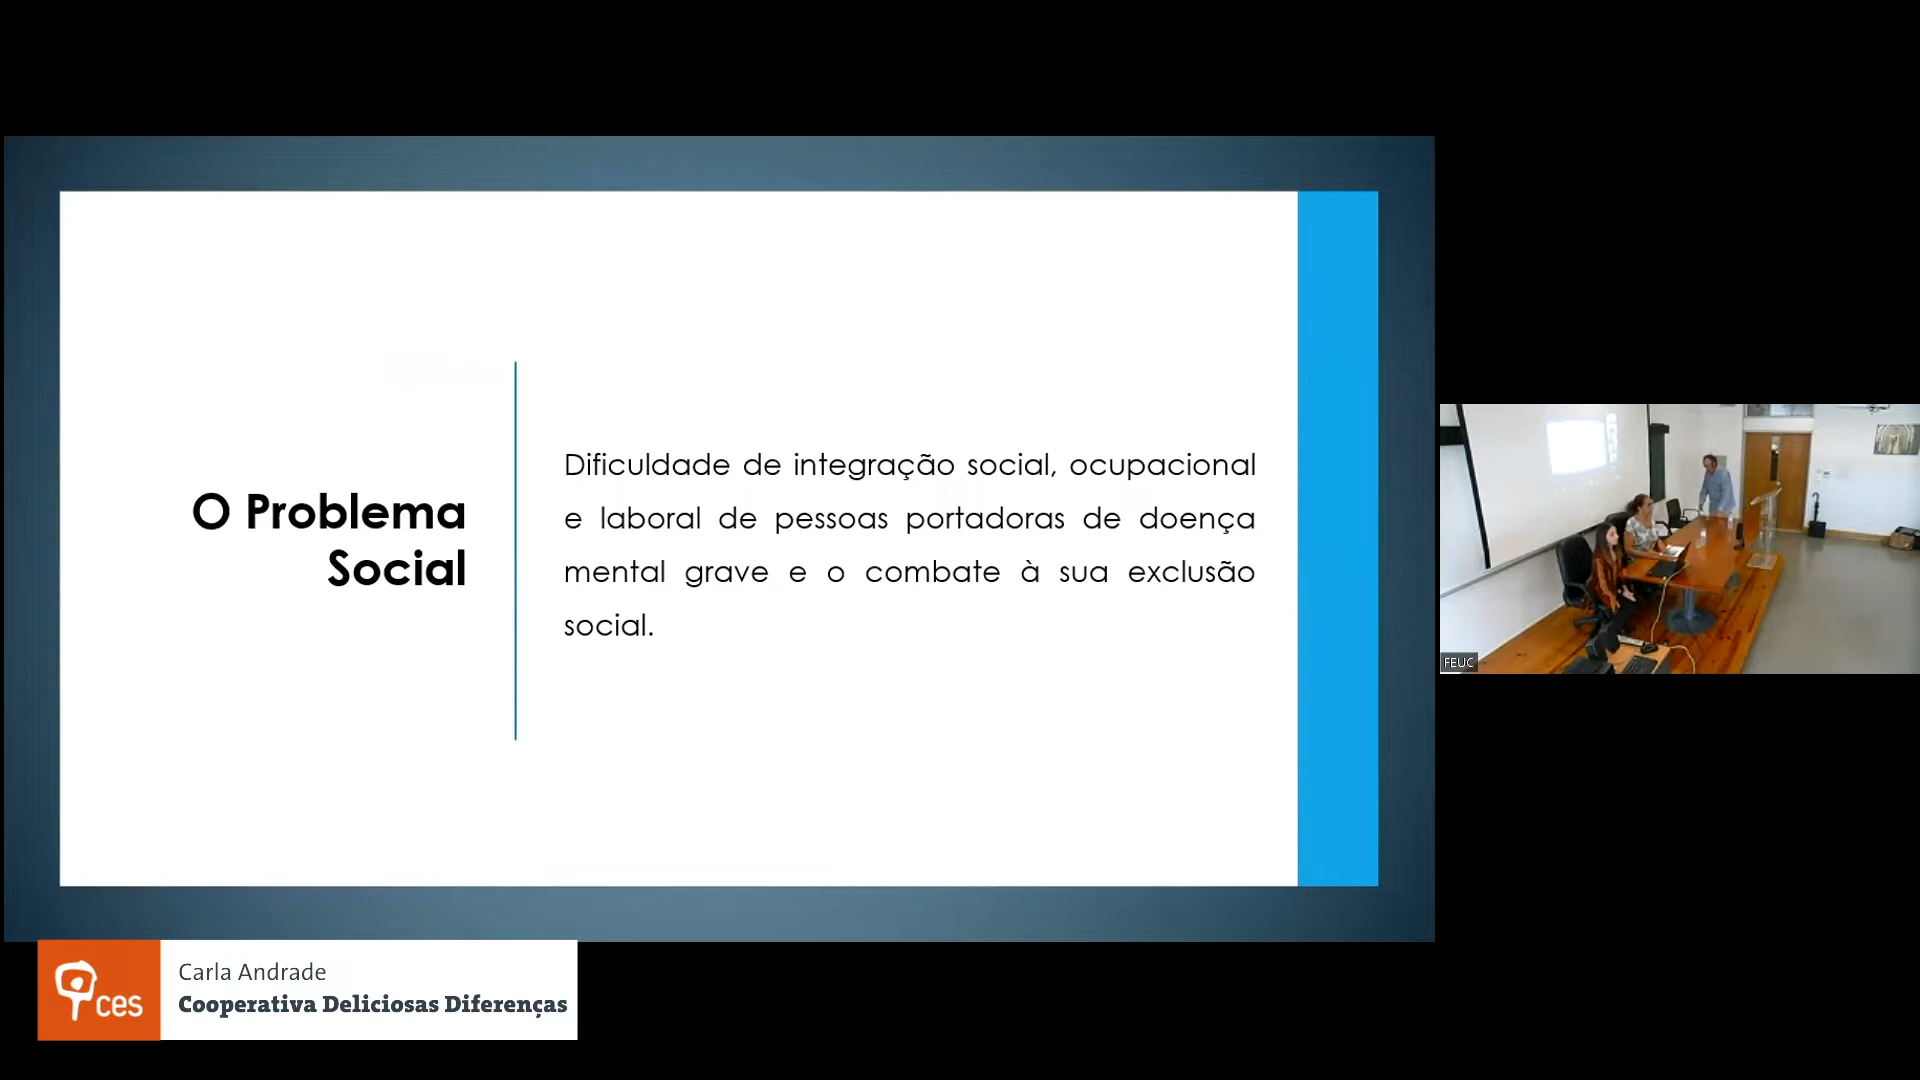 O Problema
Social
Dificuldade de integração social, ocupacional
e laboral de pessoas portadoras de doença
mental grave e o combate à sua exclusão
social.
FEUC
ces
Carla Andrade
Cooperativa Deliciosas Diferenças